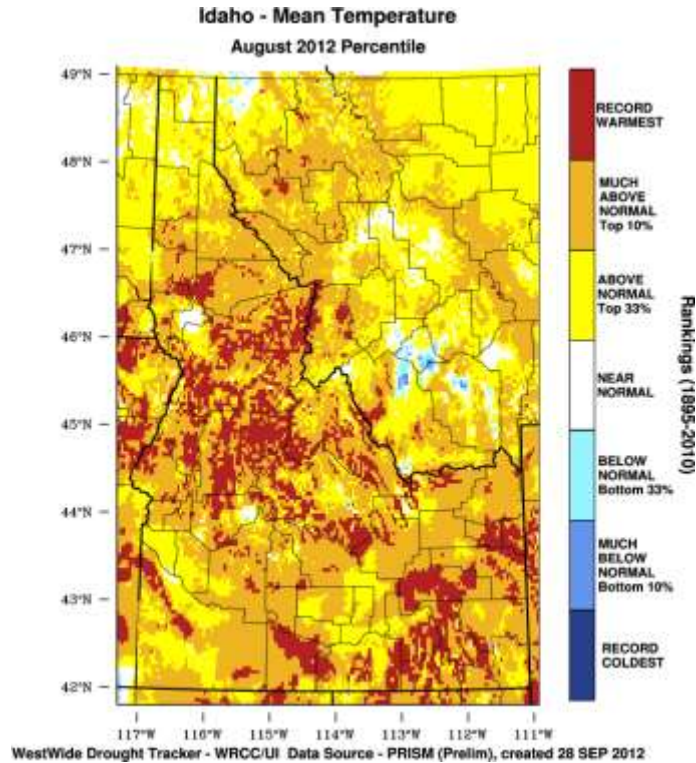 Idaho - Mean Temperature
August 2012 Percentile
49°N
48°N
47°N
46°N
45°N
44°N
43°N
42°N
117°W 116°W 115°W 114°W 113°W 112°W 111°W
RECORD
WARMEST
MUCH
ABOVE
NORMAL
Top 10%
ABOVE
NORMAL
Top 33%
NEAR
NORMAL
BELOW
NORMAL
Bottom 33%
MUCH
BELOW
NORMAL
Bottom 10%
RECORD
COLDEST
Rankings (1895-2010)
WestWide Drought Tracker - WRCC/UI Data Source - PRISM (Prelim), created 28 SEP 2012